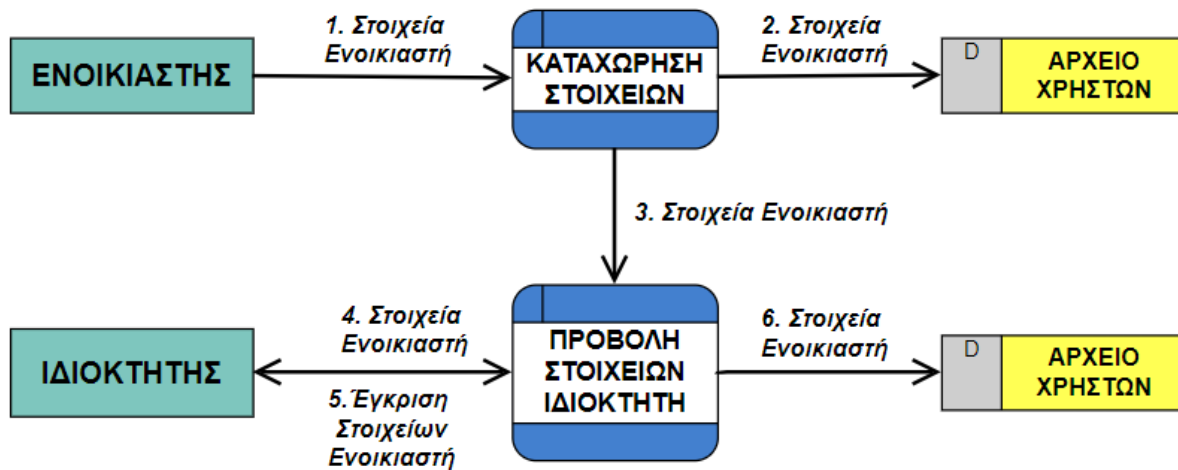 1. Στοιχεία
Ενοικιαστή
2. Στοιχεία
Ενοικιαστή
ΕΝΟΙΚΙΑΣΤΗΣ
ΚΑΤΑΧΩΡΗΣΗ
ΣΤΟΙΧΕΙΩΝ
D
ΑΡΧΕΙΟ
ΧΡΗΣΤΩΝ
3. Στοιχεία Ενοικιαστή
4. Στοιχεία
Ενοικιαστή
6. Στοιχεία
Ενοικιαστή
ΙΔΙΟΚΤΗΤΗΣ
ΠΡΟΒΟΛΗ
ΣΤΟΙΧΕΙΩΝ
ΙΔΙΟΚΤΗΤΗ
D
ΑΡΧΕΙΟ
ΧΡΗΣΤΩΝ
5.Έγκριση
Στοιχείων
Ενοικιαστή